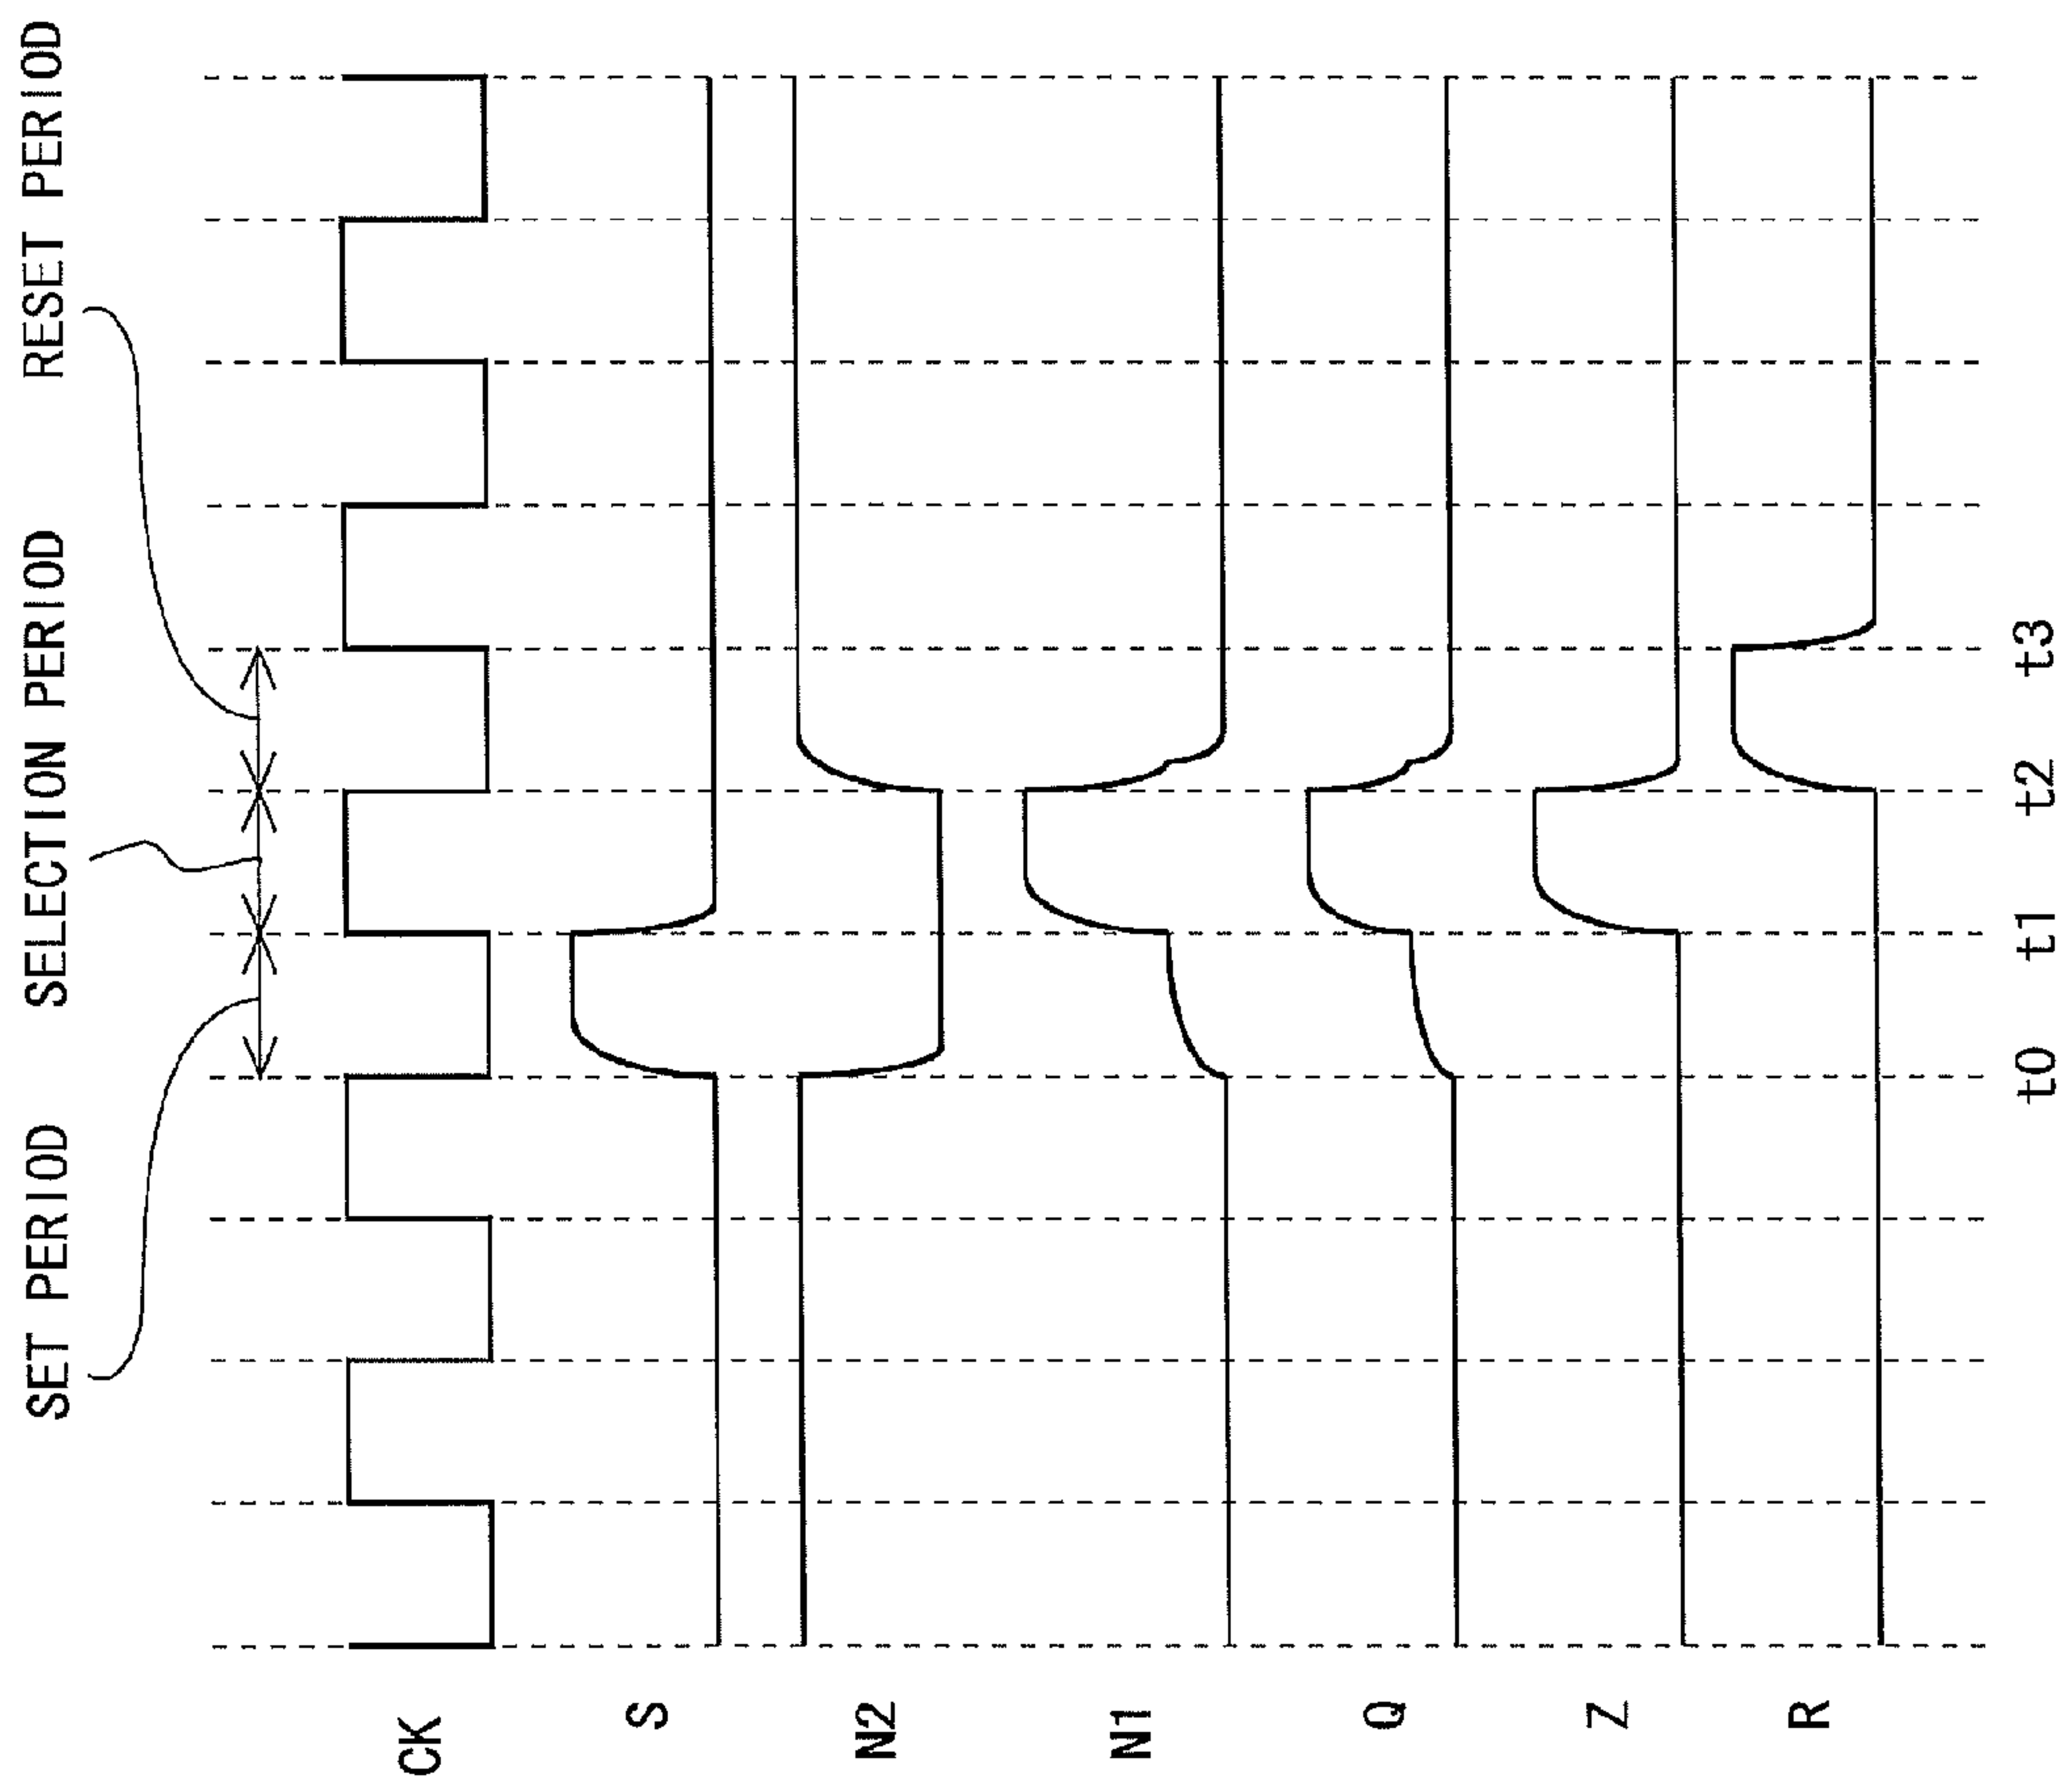 SET PERIOD
SELECTION PERIOD
RESET PERIOD
CK
S
N2
N1
Q
Z
R
t0
t1
t2
t3